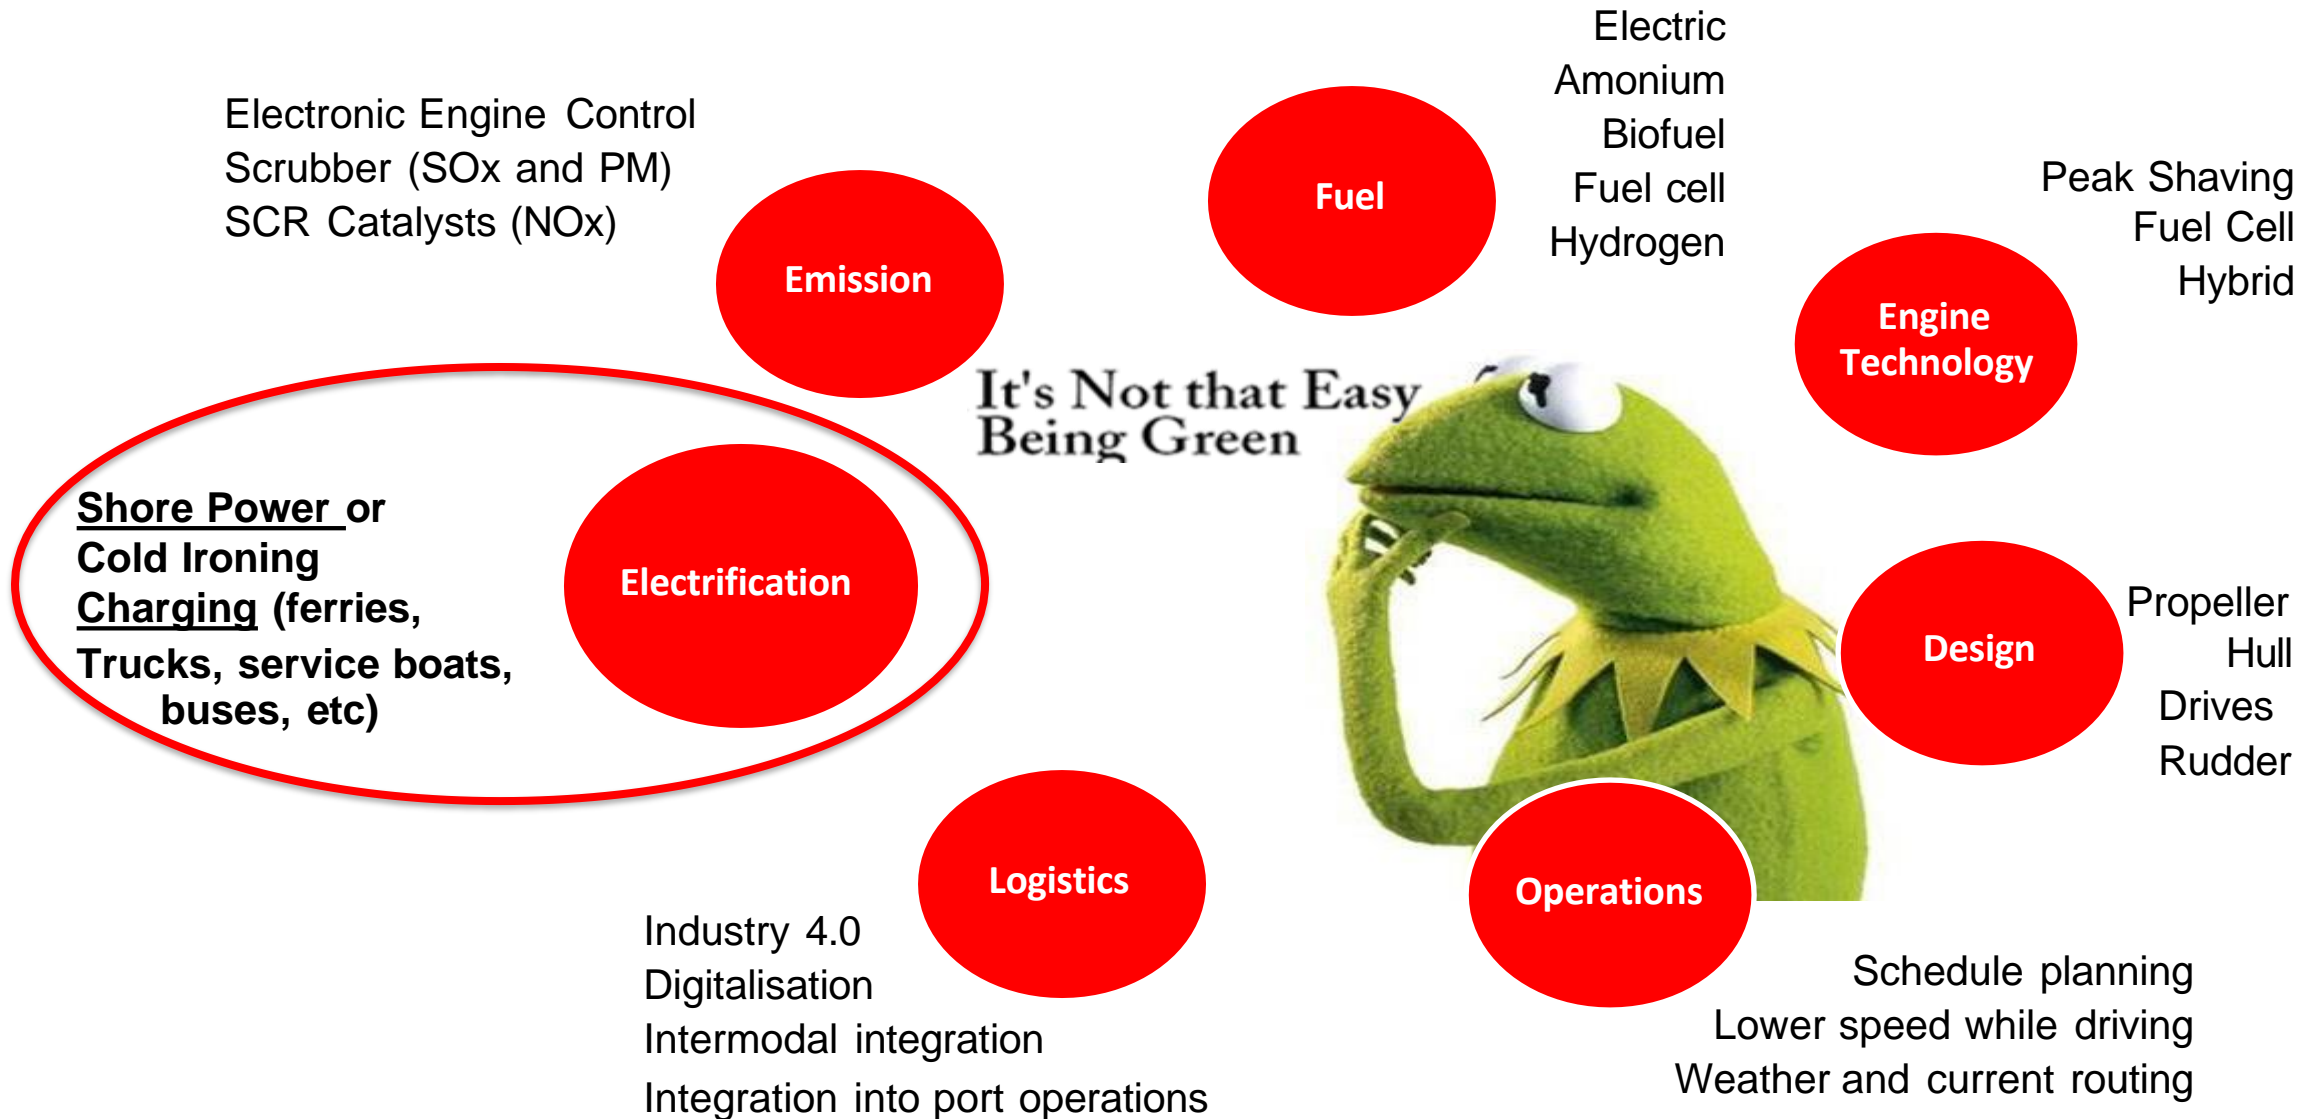 Electric
Amonium
Biofuel
Fuel cell
Hydrogen
Fuel
Electronic Engine Control
Scrubber (SOx and PM)
SCR Catalysts (NOx)
Emission
Peak Shaving
Fuel Cell
Hybrid
Engine
Technology
It's Not that Easy
Being Green
Shore Power or
Cold Ironing
Charging (ferries,
Trucks, service boats,
buses, etc)
Electrification
Design
Propeller
Hull
Drives
Rudder
Logistics
Industry 4.0
Digitalisation
Intermodal integration
Integration into port operations
Operations
Schedule planning
Lower speed while driving
Weather and current routing